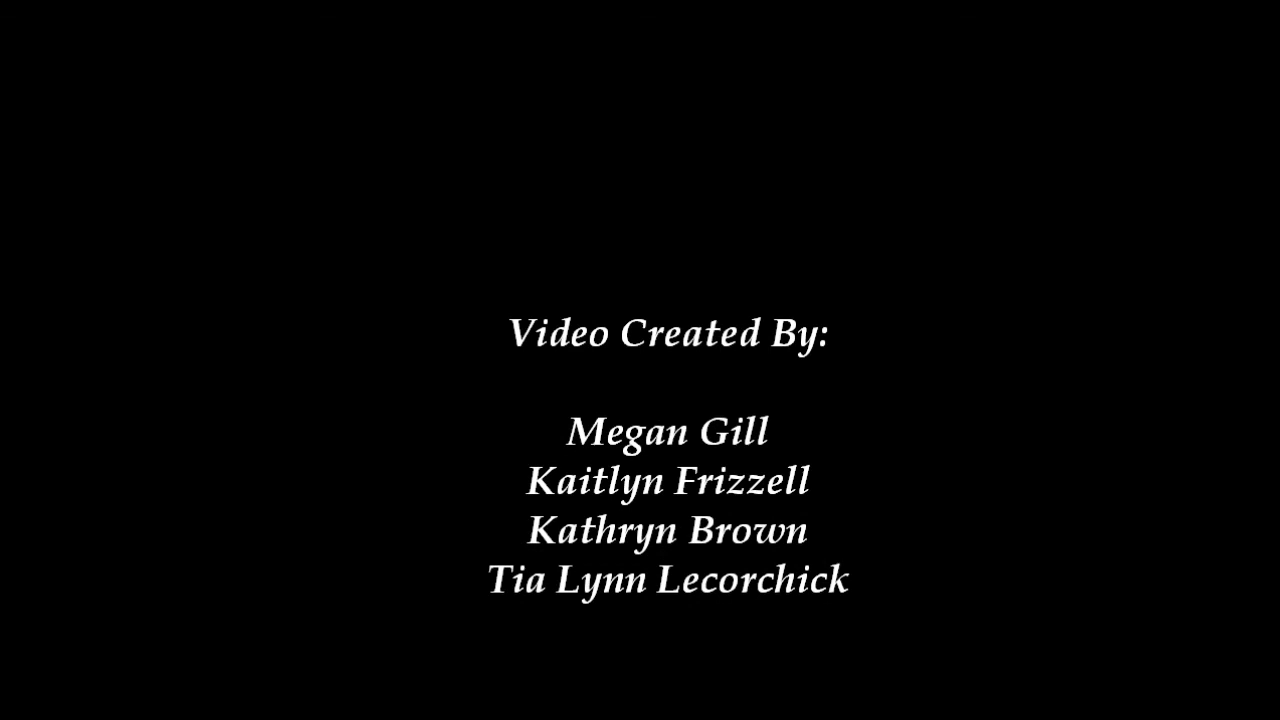 Video Created By:
Megan Gill
Kaitlyn Frizzell
Kathryn Brown
Tia Lynn Lecorchick